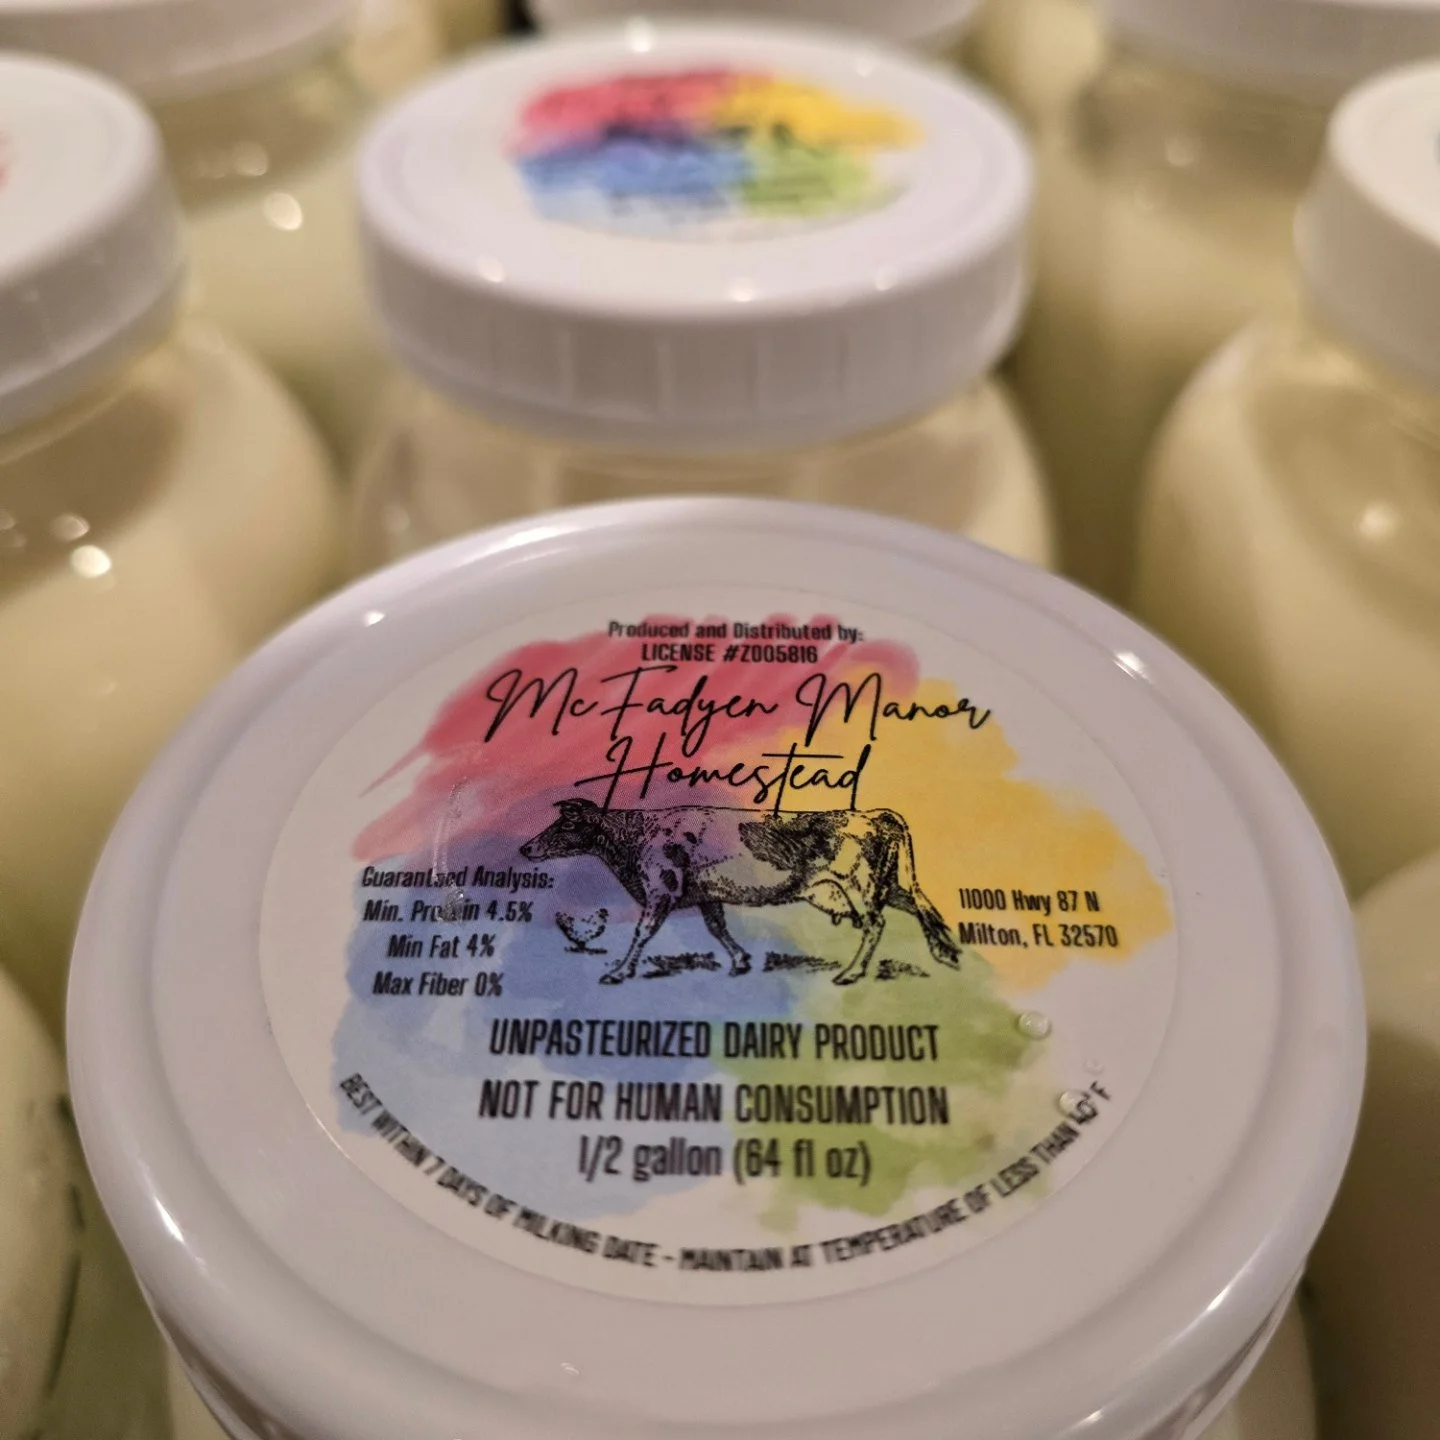 Produced and Distributed by:
LICENSE #Z005816
McFadyen Manor
Homestead
Guaranteed Analysis:
Min. Protein 4.5%
Min Fat 4%
Max Fiber 0%
11000 Hwy 87 N
Milton, FL 32570
UNPASTEURIZED DAIRY PRODUCT
NOT FOR HUMAN CONSUMPTION
1/2 gallon (64 fl oz)
BEST WITHIN 7 DAYS OF MILKING DATE - MAINTAIN AT TEMPERATURE OF LESS THAN 40°F